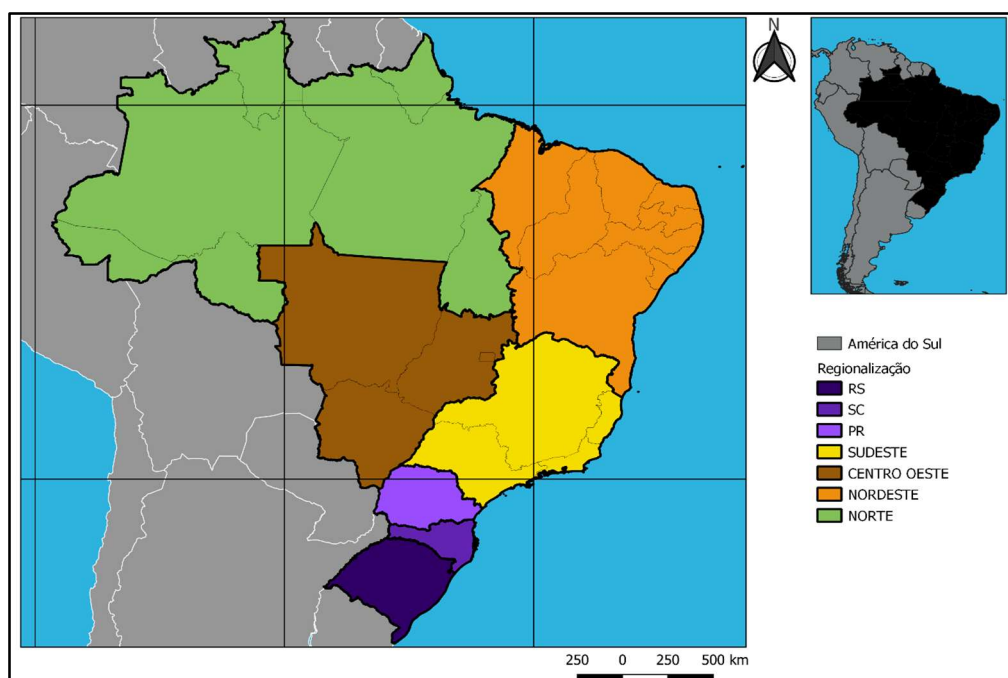 N
América do Sul
Regionalização
RS
SC
PR
SUDESTE
CENTRO OESTE
NORDESTE
NORTE
250 0 250 500 km